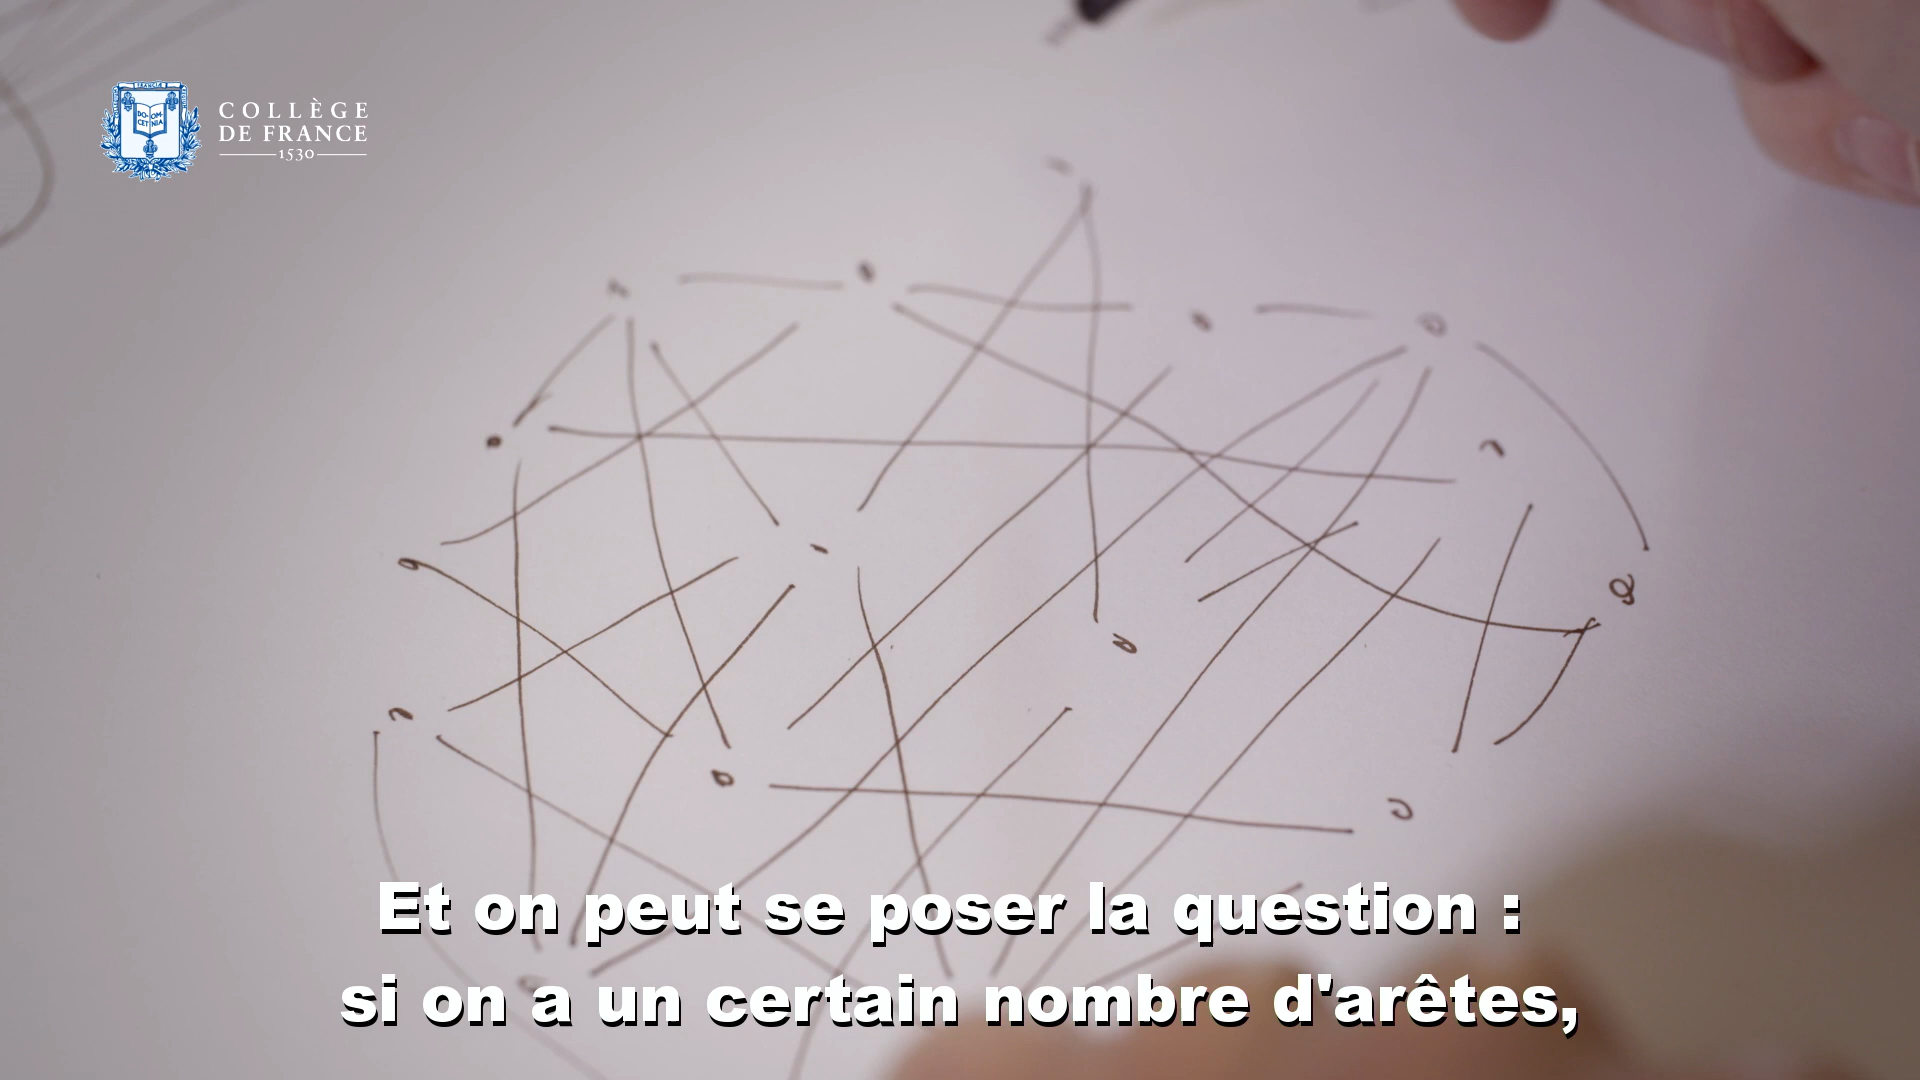 COLLÈGE
DE FRANCE
1530
Et on peut se poser la question :
si on a un certain nombre d'arêtes,